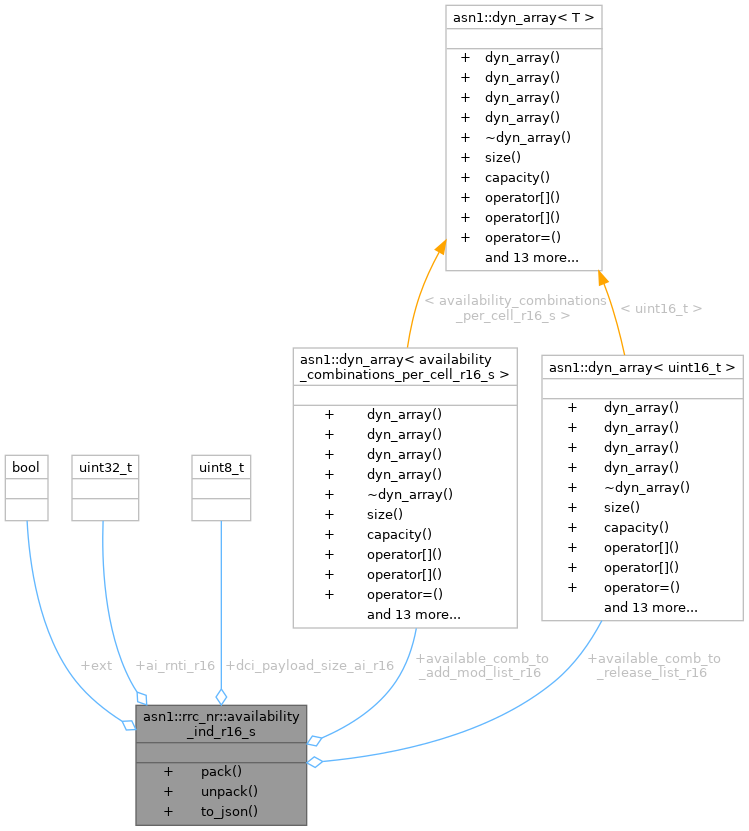 asn1::dyn_array< T >
+ dyn_array()
+ dyn_array()
+ dyn_array()
+ dyn_array()
+ ~dyn_array()
+ size()
+ capacity()
+ operator[]()
+ operator[]()
+ operator=()
and 13 more...
< availability_combinations
_per_cell_r16_s >
< uint16_t >
asn1::dyn_array< availability
_combinations_per_cell_r16_s >
+ dyn_array()
+ dyn_array()
+ dyn_array()
+ dyn_array()
+ ~dyn_array()
+ size()
+ capacity()
+ operator[]()
+ operator[]()
+ operator=()
and 13 more...
asn1::dyn_array< uint16_t >
+ dyn_array()
+ dyn_array()
+ dyn_array()
+ dyn_array()
+ ~dyn_array()
+ size()
+ capacity()
+ operator[]()
+ operator[]()
+ operator=()
and 13 more...
bool
uint32_t
uint8_t
+ext
+ai_rnti_r16
+dci_payload_size_ai_r16
+available_comb_to
_add_mod_list_r16
+available_comb_to
_release_list_r16
asn1::rrc_nr::availability
_ind_r16_s
+ pack()
+ unpack()
+ to_json()